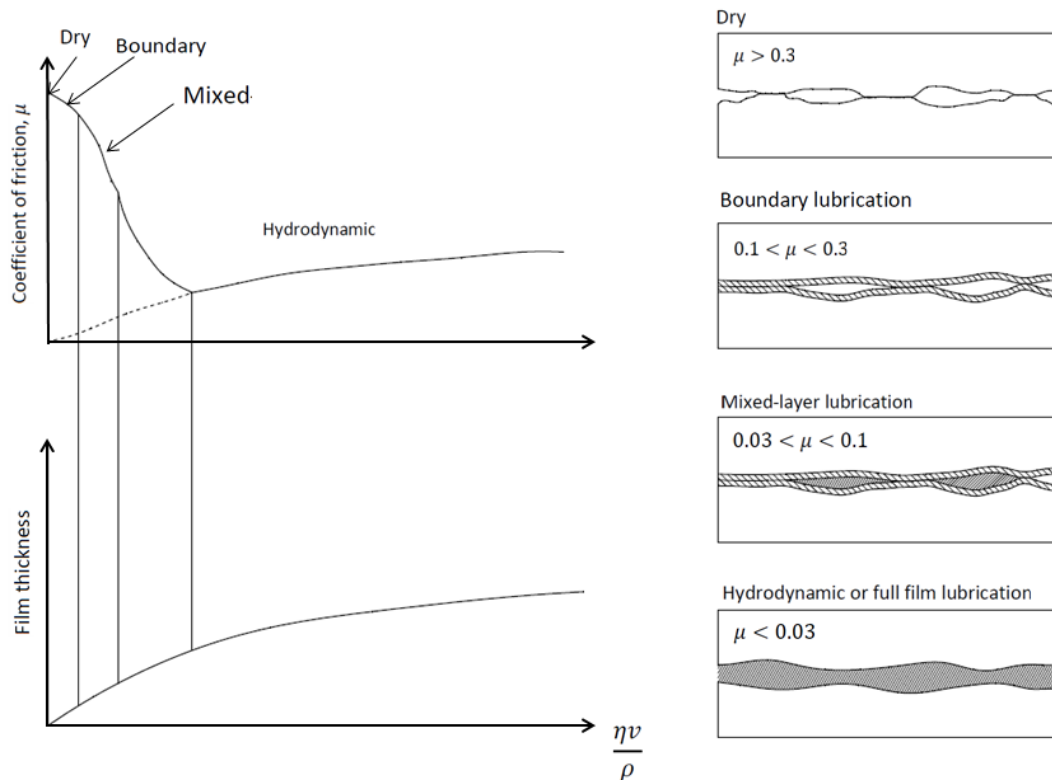 Dry
Boundary
Mixed
Coefficient of friction, μ
Hydrodynamic
Film thickness
ηv
ρ
Dry
μ > 0.3
Boundary lubrication
0.1 < μ < 0.3
Mixed-layer lubrication
0.03 < μ < 0.1
Hydrodynamic or full film lubrication
μ < 0.03